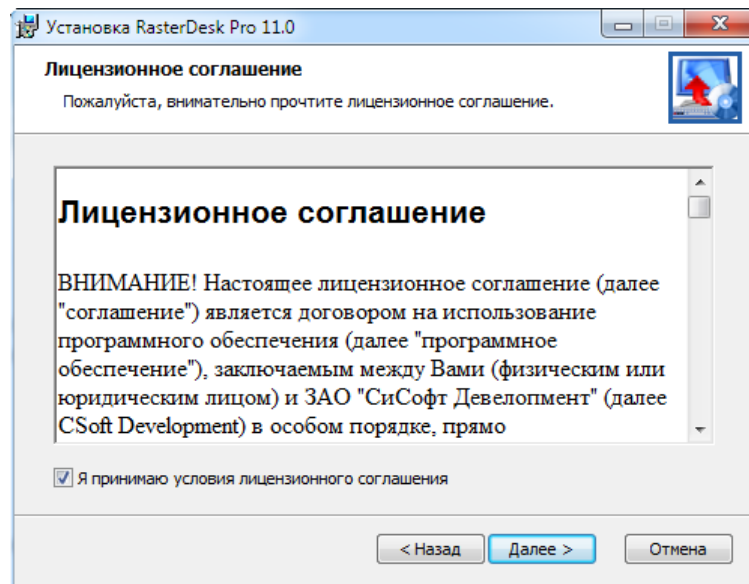 Установка RasterDesk Pro 11.0
Лицензионное соглашение
Пожалуйста, внимательно прочтите лицензионное соглашение.
Лицензионное соглашение
ВНИМАНИЕ! Настоящее лицензионное соглашение (далее
"соглашение") является договором на использование
программного обеспечения (далее "программное
обеспечение"), заключаемым между Вами (физическим или
юридическим лицом) и ЗАО "СиСофт Девелопмент" (далее
CSoft Development) в особом порядке, прямо
Я принимаю условия лицензионного соглашения
< Назад
Далее >
Отмена